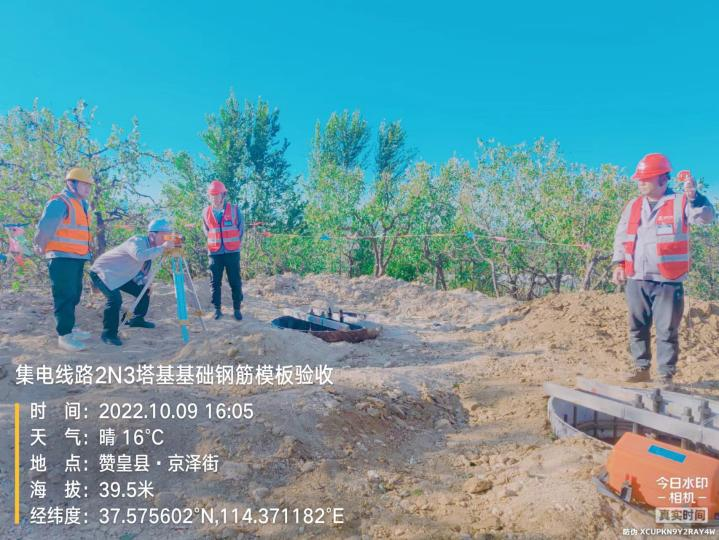 集电线路2N3塔基基础钢筋模板验收
时 间：2022.10.09 16:05
天 气：晴 16℃
地 点：赞皇县·京泽街
海 拔：39.5米
经纬度：37.575602°N,114.371182°E
今日水印
－相机－
真实时间
防伪 XCUPKN9Y2RAY4W